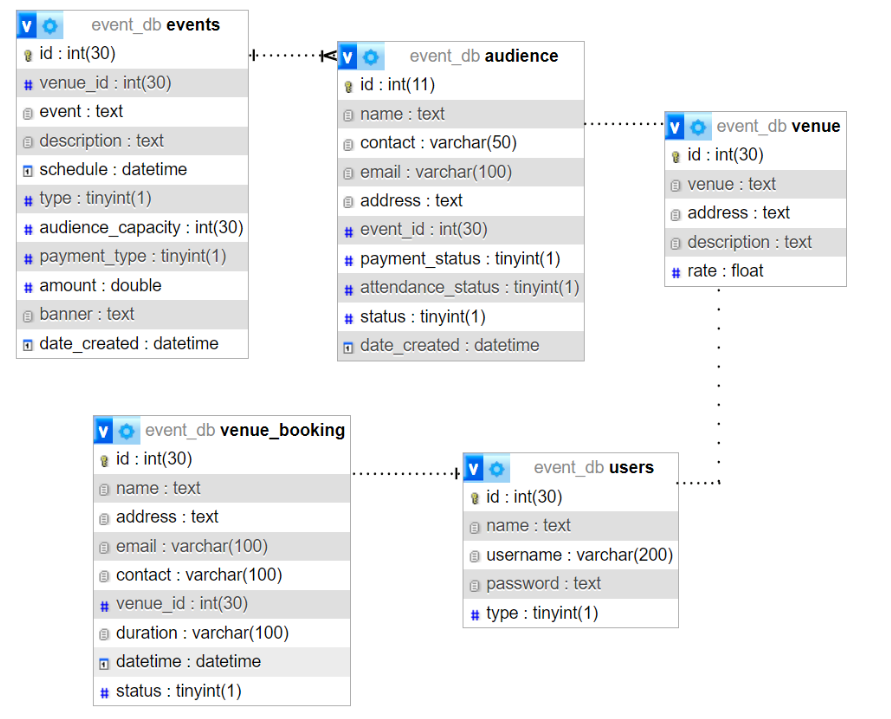 event_db events
id : int(30)
venue_id : int(30)
event : text
description : text
schedule : datetime
type : tinyint(1)
audience_capacity : int(30)
payment_type : tinyint(1)
amount : double
banner : text
date_created : datetime
event_db audience
id : int(11)
name : text
contact : varchar(50)
email : varchar(100)
address : text
event_id : int(30)
payment_status : tinyint(1)
attendance_status : tinyint(1)
status : tinyint(1)
date_created : datetime
event_db venue
id : int(30)
venue : text
address : text
description : text
rate : float
event_db venue_booking
id : int(30)
name : text
address : text
email : varchar(100)
contact : varchar(100)
venue_id : int(30)
duration : varchar(100)
datetime : datetime
status : tinyint(1)
event_db users
id : int(30)
name : text
username : varchar(200)
password : text
type : tinyint(1)